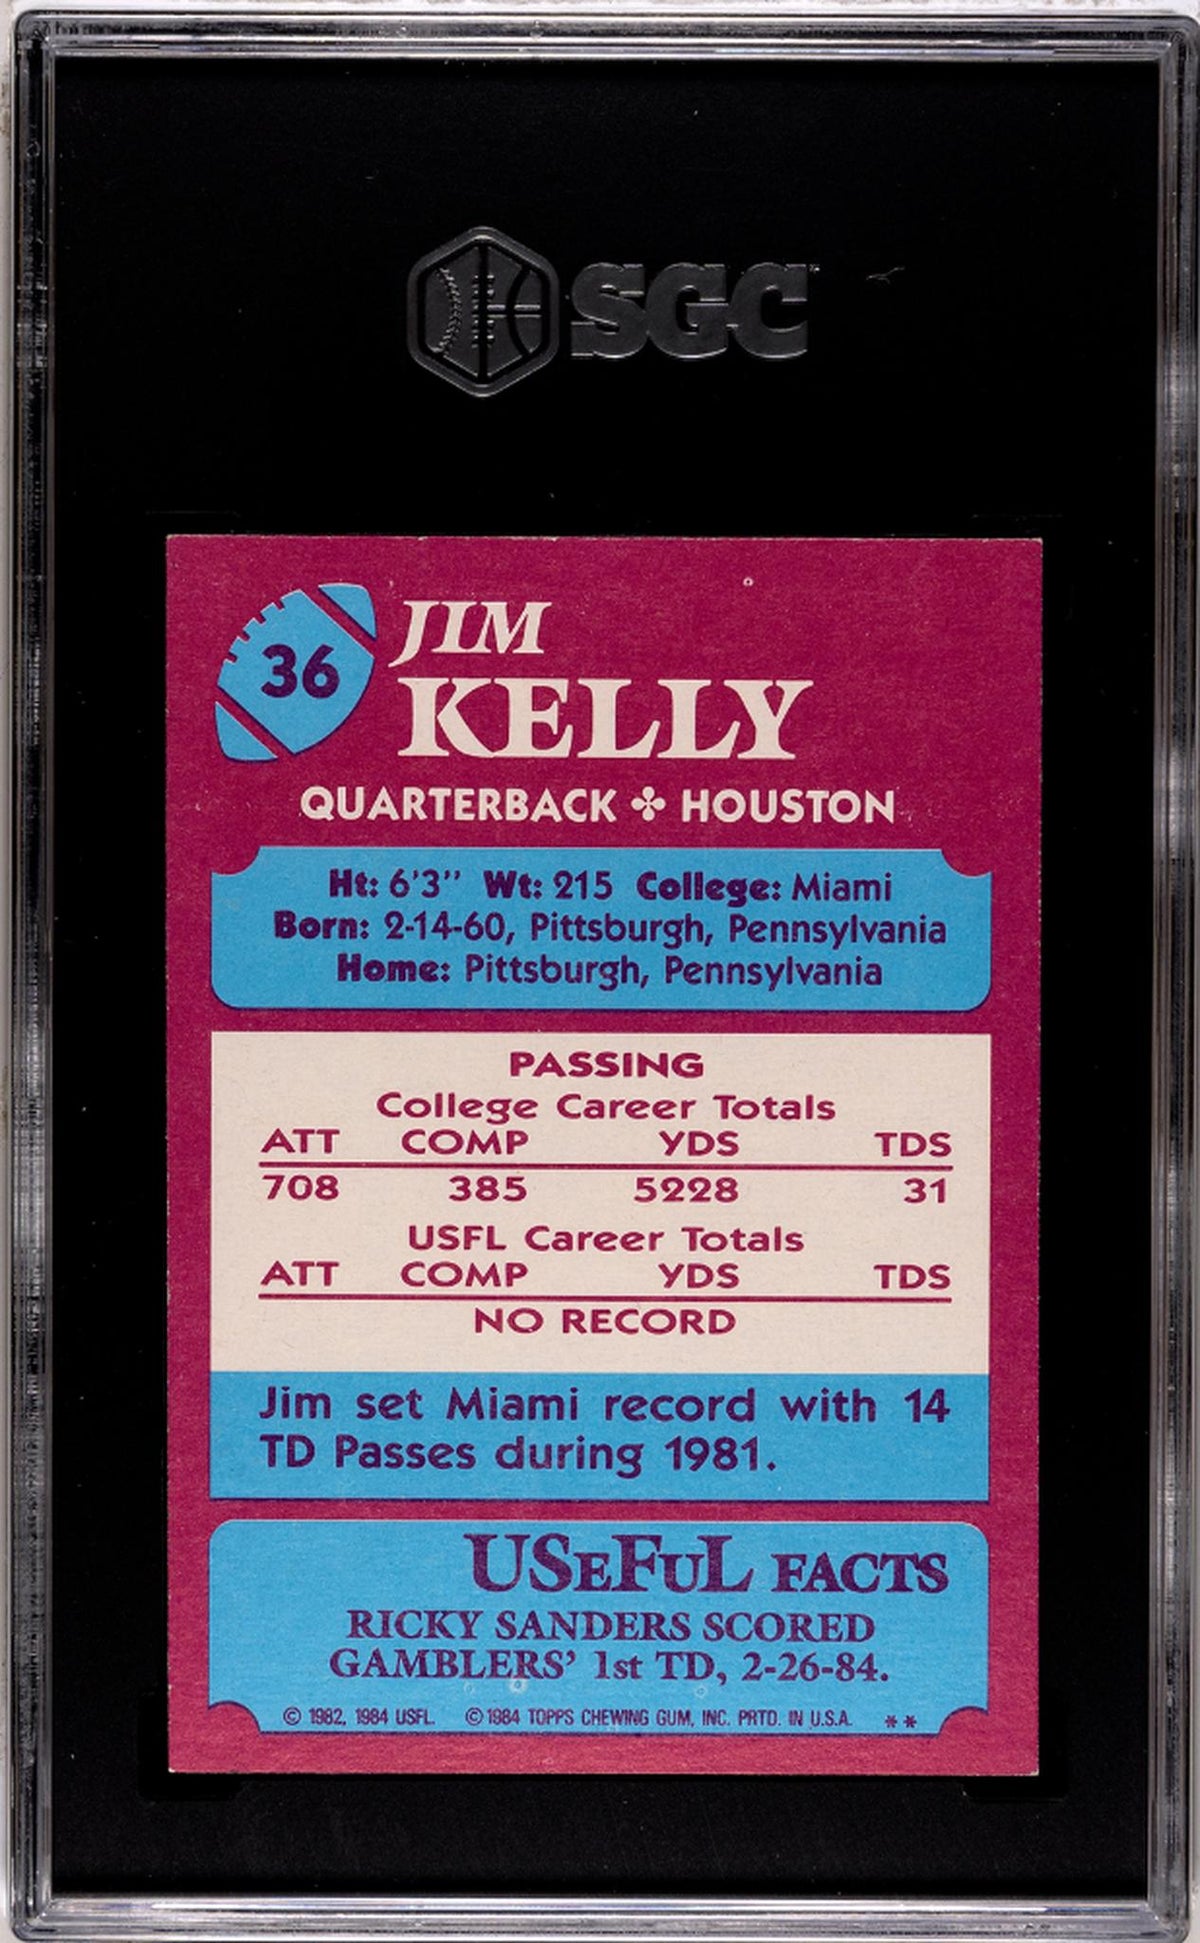 SGC
36
JIM
KELLY
QUARTERBACK ✤ HOUSTON
Ht: 6'3" Wt: 215 College: Miami
Born: 2-14-60, Pittsburgh, Pennsylvania
Home: Pittsburgh, Pennsylvania
PASSING
College Career Totals
ATT COMP YDS TDS
708 385 5228 31
USFL Career Totals
ATT COMP YDS TDS
NO RECORD
Jim set Miami record with 14
TD Passes during 1981.
USeFuL FACTS
RICKY SANDERS SCORED
GAMBLERS' 1st TD, 2-26-84.
© 1982, 1984 USFL. © 1984 TOPPS CHEWING GUM, INC. PRTD. IN U.S.A. **